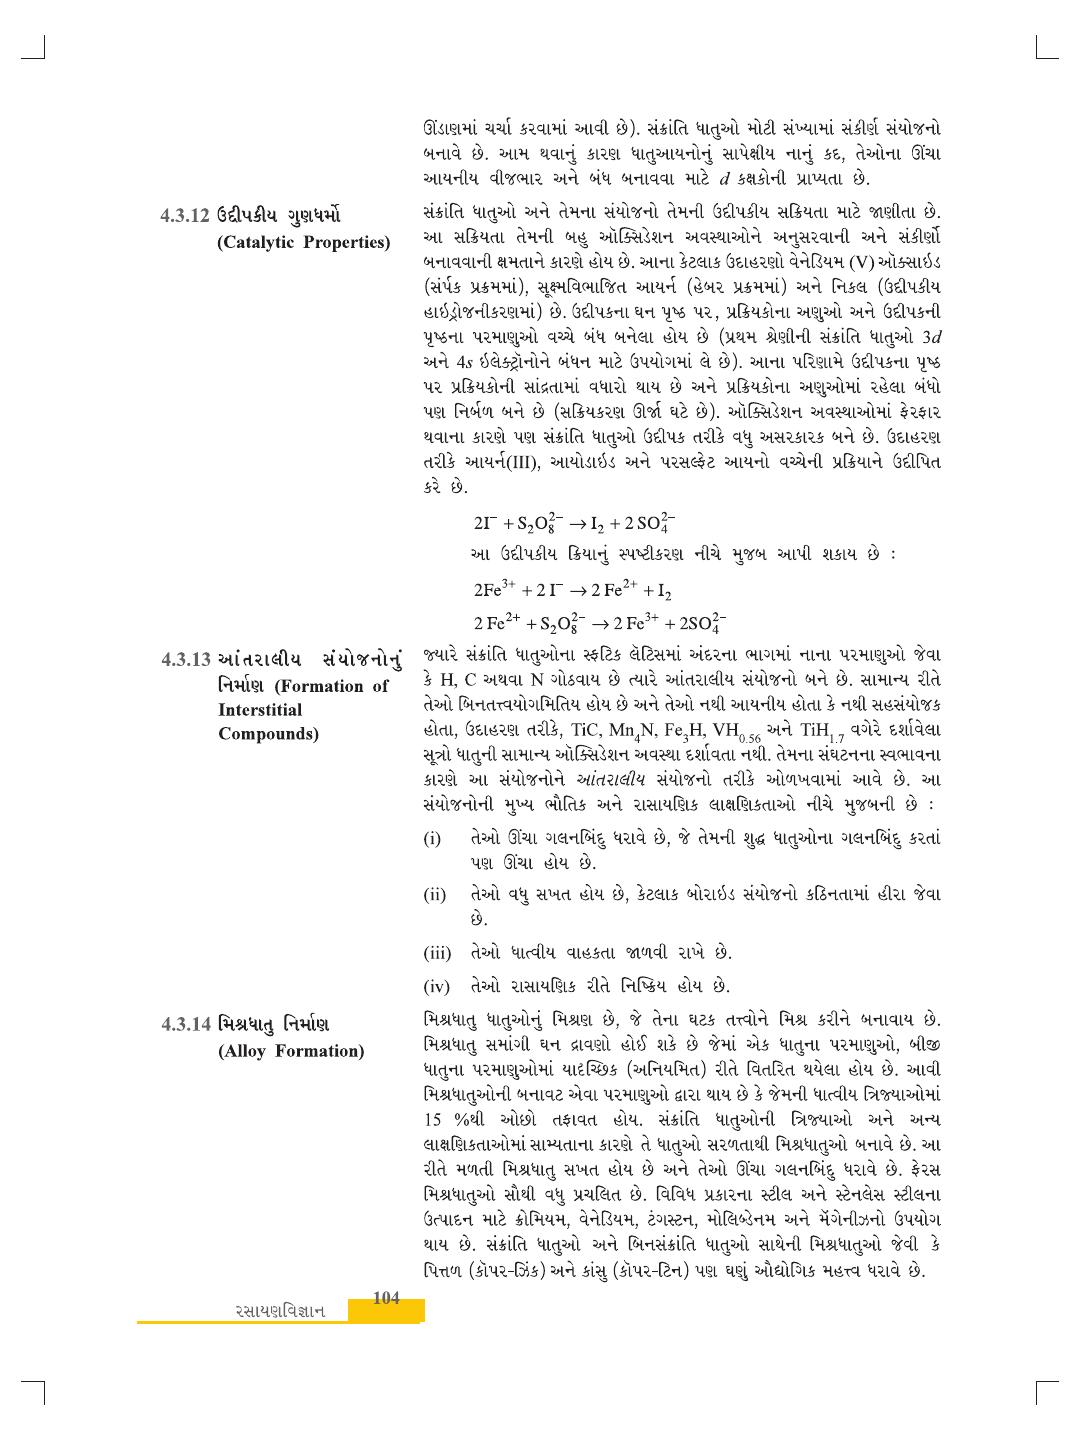 ઊંડાણમાં ચર્ચા કરવામાં આવી છે). સંક્રાંતિ ધાતુઓ મોટી સંખ્યામાં સંકીર્ણ સંયોજનો
બનાવે છે. આમ થવાનું કારણ ધાતુઆયનોનું સાપેક્ષીય નાનું કદ, તેઓના ઊંચા
આયનીય વીજભાર અને બંધ બનાવવા માટે d કક્ષકોની પ્રાપ્યતા છે.
4.3.12 ઉદ્દીપકીય ગુણધર્મો
(Catalytic Properties)
સંક્રાંતિ ધાતુઓ અને તેમના સંયોજનો તેમની ઉદ્દીપકીય સક્રિયતા માટે જાણીતા છે.
આ સક્રિયતા તેમની બહુ ઑક્સિડેશન અવસ્થાઓને અનુસરવાની અને સંકીર્ણો
બનાવવાની ક્ષમતાને કારણે હોય છે. આના કેટલાક ઉદાહરણો વેનેડિયમ (V) ઑક્સાઇડ
(સંર્પક પ્રક્રમમાં), સૂક્ષ્મવિભાજિત આયર્ન (હેબર પ્રક્રમમાં) અને નિકલ (ઉદ્દીપકીય
હાઇડ્રોજનીકરણમાં) છે. ઉદ્દીપકના ઘન પૃષ્ઠ પર, પ્રક્રિયકોના અણુઓ અને ઉદ્દીપકની
પૃષ્ઠના પરમાણુઓ વચ્ચે બંધ બનેલા હોય છે (પ્રથમ શ્રેણીની સંક્રાંતિ ધાતુઓ 3d
અને 4s ઇલેક્ટ્રૉનોને બંધન માટે ઉપયોગમાં લે છે). આના પરિણામે ઉદ્દીપકના પૃષ્ઠ
પર પ્રક્રિયકોની સાંદ્રતામાં વધારો થાય છે અને પ્રક્રિયકોના અણુઓમાં રહેલા બંધો
પણ નિર્બળ બને છે (સક્રિયકરણ ઊર્જા ઘટે છે). ઑક્સિડેશન અવસ્થાઓમાં ફેરફાર
થવાના કારણે પણ સંક્રાંતિ ધાતુઓ ઉદ્દીપક તરીકે વધુ અસરકારક બને છે. ઉદાહરણ
તરીકે આયર્ન(III), આયોડાઇડ અને પરસલ્ફેટ આયનો વચ્ચેની પ્રક્રિયાને ઉદ્દીપિત
કરે છે.
2I⁻ + S₂O₈²⁻ → I₂ + 2 SO₄²⁻
આ ઉદ્દીપકીય ક્રિયાનું સ્પષ્ટીકરણ નીચે મુજબ આપી શકાય છે :
2Fe³⁺ + 2 I⁻ → 2 Fe²⁺ + I₂
2 Fe²⁺ + S₂O₈²⁻ → 2 Fe³⁺ + 2SO₄²⁻
4.3.13 આંતરાલીય સંયોજનોનું
નિર્માણ (Formation of
Interstitial
Compounds)
જ્યારે સંક્રાંતિ ધાતુઓના સ્ફટિક લૅટિસમાં અંદરના ભાગમાં નાના પરમાણુઓ જેવા
કે H, C અથવા N ગોઠવાય છે ત્યારે આંતરાલીય સંયોજનો બને છે. સામાન્ય રીતે
તેઓ બિનતત્ત્વયોગમિતિય હોય છે અને તેઓ નથી આયનીય હોતા કે નથી સહસંયોજક
હોતા, ઉદાહરણ તરીકે, TiC, Mn₄N, Fe₃H, VH₀.₅₆ અને TiH₁.₇ વગેરે દર્શાવેલા
સૂત્રો ધાતુની સામાન્ય ઑક્સિડેશન અવસ્થા દર્શાવતા નથી. તેમના સંઘટનના સ્વભાવના
કારણે આ સંયોજનોને આંતરાલીય સંયોજનો તરીકે ઓળખવામાં આવે છે. આ
સંયોજનોની મુખ્ય ભૌતિક અને રાસાયણિક લાક્ષણિકતાઓ નીચે મુજબની છે :
(i) તેઓ ઊંચા ગલનબિંદુ ધરાવે છે, જે તેમની શુદ્ધ ધાતુઓના ગલનબિંદુ કરતાં
પણ ઊંચા હોય છે.
(ii) તેઓ વધુ સખત હોય છે, કેટલાક બોરાઇડ સંયોજનો કઠિનતામાં હીરા જેવા
છે.
(iii) તેઓ ધાત્વીય વાહકતા જાળવી રાખે છે.
(iv) તેઓ રાસાયણિક રીતે નિષ્ક્રિય હોય છે.
4.3.14 મિશ્રધાતુ નિર્માણ
(Alloy Formation)
મિશ્રધાતુ ધાતુઓનું મિશ્રણ છે, જે તેના ઘટક તત્ત્વોને મિશ્ર કરીને બનાવાય છે.
મિશ્રધાતુ સમાંગી ઘન દ્રાવણો હોઈ શકે છે જેમાં એક ધાતુના પરમાણુઓ, બીજી
ધાતુના પરમાણુઓમાં યાદૃચ્છિક (અનિયમિત) રીતે વિતરિત થયેલા હોય છે. આવી
મિશ્રધાતુઓની બનાવટ એવા પરમાણુઓ દ્વારા થાય છે કે જેમની ધાત્વીય ત્રિજ્યાઓમાં
15 %થી ઓછો તફાવત હોય. સંક્રાંતિ ધાતુઓની ત્રિજ્યાઓ અને અન્ય
લાક્ષણિકતાઓમાં સામ્યતાના કારણે તે ધાતુઓ સરળતાથી મિશ્રધાતુઓ બનાવે છે. આ
રીતે મળતી મિશ્રધાતુ સખત હોય છે અને તેઓ ઊંચા ગલનબિંદુ ધરાવે છે. ફેરસ
મિશ્રધાતુઓ સૌથી વધુ પ્રચલિત છે. વિવિધ પ્રકારના સ્ટીલ અને સ્ટેનલેસ સ્ટીલના
ઉત્પાદન માટે ક્રોમિયમ, વેનેડિયમ, ટંગસ્ટન, મોલિબ્ડેનમ અને મૅંગેનીઝનો ઉપયોગ
થાય છે. સંક્રાંતિ ધાતુઓ અને બિનસંક્રાંતિ ધાતુઓ સાથેની મિશ્રધાતુઓ જેવી કે
પિત્તળ (કૉપર-ઝિંક) અને કાંસુ (કૉપર-ટિન) પણ ઘણું ઔદ્યોગિક મહત્ત્વ ધરાવે છે.
રસાયણવિજ્ઞાન 104